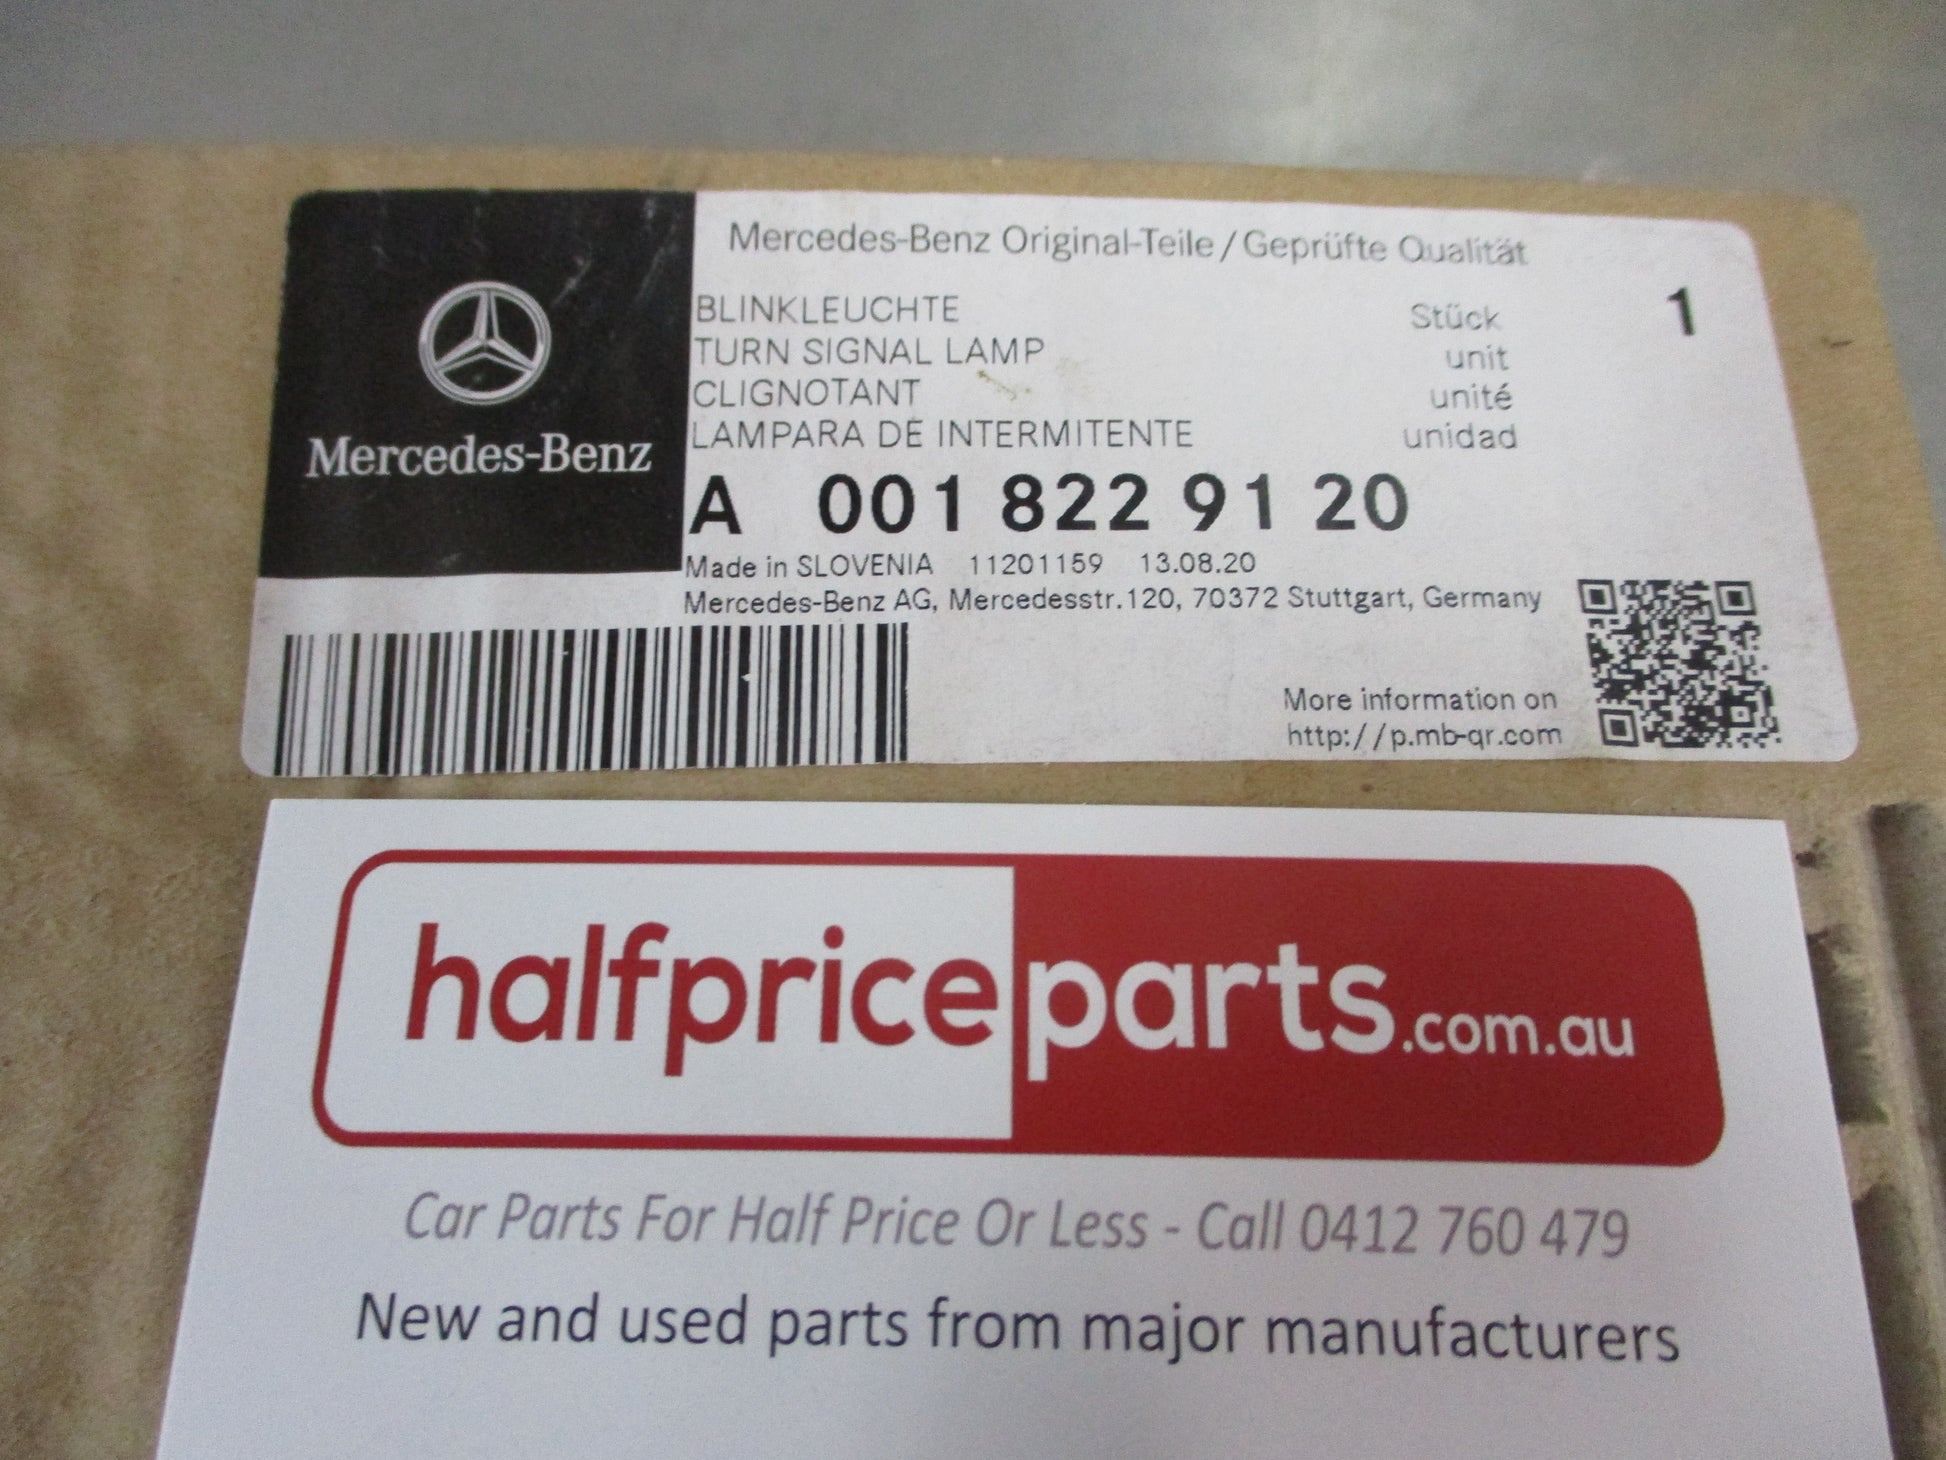 Mercedes-Benz
Mercedes-Benz Original-Teile / Geprüfte Qualität
BLINKLEUCHTE Stück 1
TURN SIGNAL LAMP unit
CLIGNOTANT unité
LAMPARA DE INTERMITENTE unidad
A 001 822 91 20
Made in SLOVENIA 11201159 13.08.20
Mercedes-Benz AG, Mercedesstr.120, 70372 Stuttgart, Germany
More information on
http://p.mb-qr.com
halfpriceparts.com.au
Car Parts For Half Price Or Less - Call 0412 760 479
New and used parts from major manufacturers